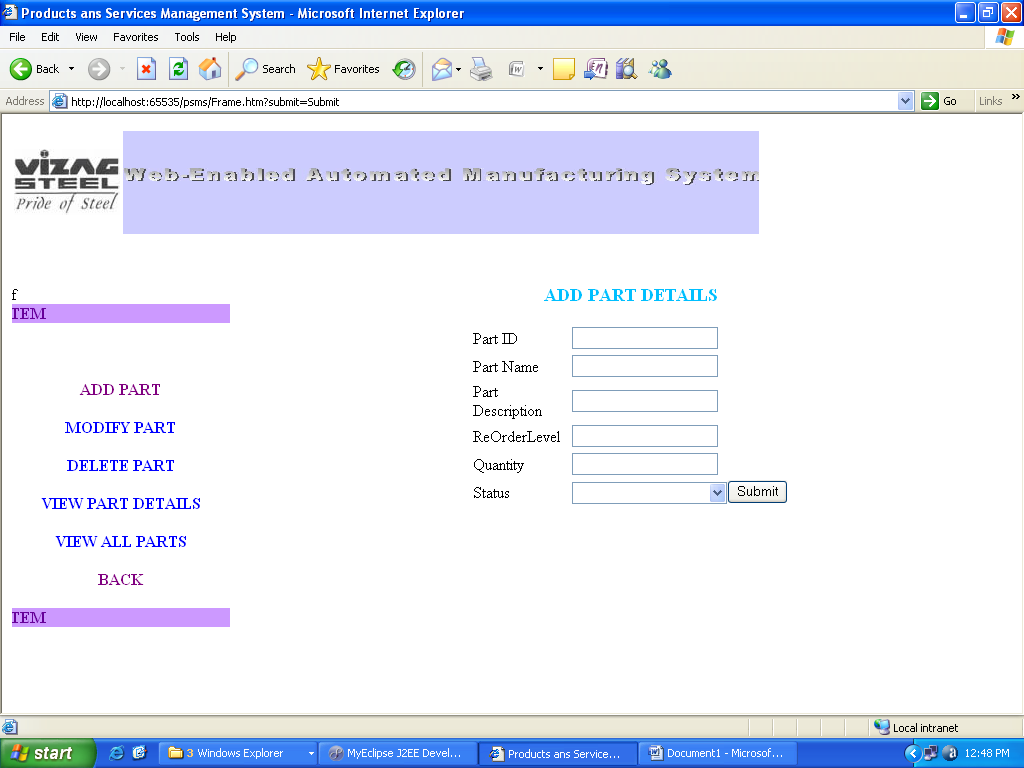 Products ans Services Management System - Microsoft Internet Explorer
File Edit View Favorites Tools Help
Back Search Favorites
Address http://localhost:65535/psms/Frame.htm?submit=Submit Go Links »
VIZAG
STEEL
Pride of Steel
Web-Enabled Automated Manufacturing System
f
TEM
ADD PART
MODIFY PART
DELETE PART
VIEW PART DETAILS
VIEW ALL PARTS
BACK
TEM
ADD PART DETAILS
Part ID
Part Name
Part
Description
ReOrderLevel
Quantity
Status Submit
Local intranet
start 3 Windows Explorer MyEclipse J2EE Devel... Products ans Service... Document1 - Microsof... 12:48 PM